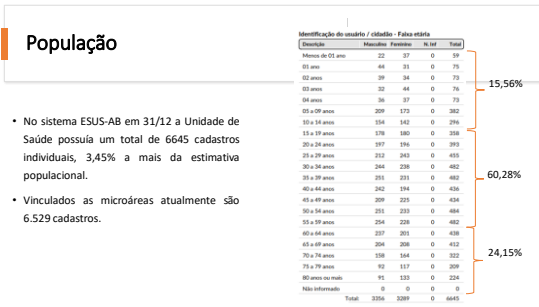 População
• No sistema ESUS-AB em 31/12 a Unidade de
Saúde possuía um total de 6645 cadastros
individuais, 3,45% a mais da estimativa
populacional.
• Vinculados as microáreas atualmente são
6.529 cadastros.
Identificação do usuário / cidadão - Faixa etária
Descrição Masculino Feminino N. Inf Total
Menos de 01 ano 22 37 0 59
01 ano 44 31 0 75
02 anos 39 34 0 73
03 anos 32 44 0 76
04 anos 36 37 0 73
05 a 09 anos 209 173 0 382
10 a 14 anos 154 142 0 296
15 a 19 anos 178 180 0 358
20 a 24 anos 197 196 0 393
25 a 29 anos 212 243 0 455
30 a 34 anos 244 238 0 482
35 a 39 anos 251 231 0 482
40 a 44 anos 242 194 0 436
45 a 49 anos 209 225 0 434
50 a 54 anos 251 233 0 484
55 a 59 anos 254 228 0 482
60 a 64 anos 237 201 0 438
65 a 69 anos 204 208 0 412
70 a 74 anos 158 164 0 322
75 a 79 anos 92 117 0 209
80 anos ou mais 91 133 0 224
Não informado 0 0 0 0
Total: 3356 3289 0 6645
15,56%
60,28%
24,15%